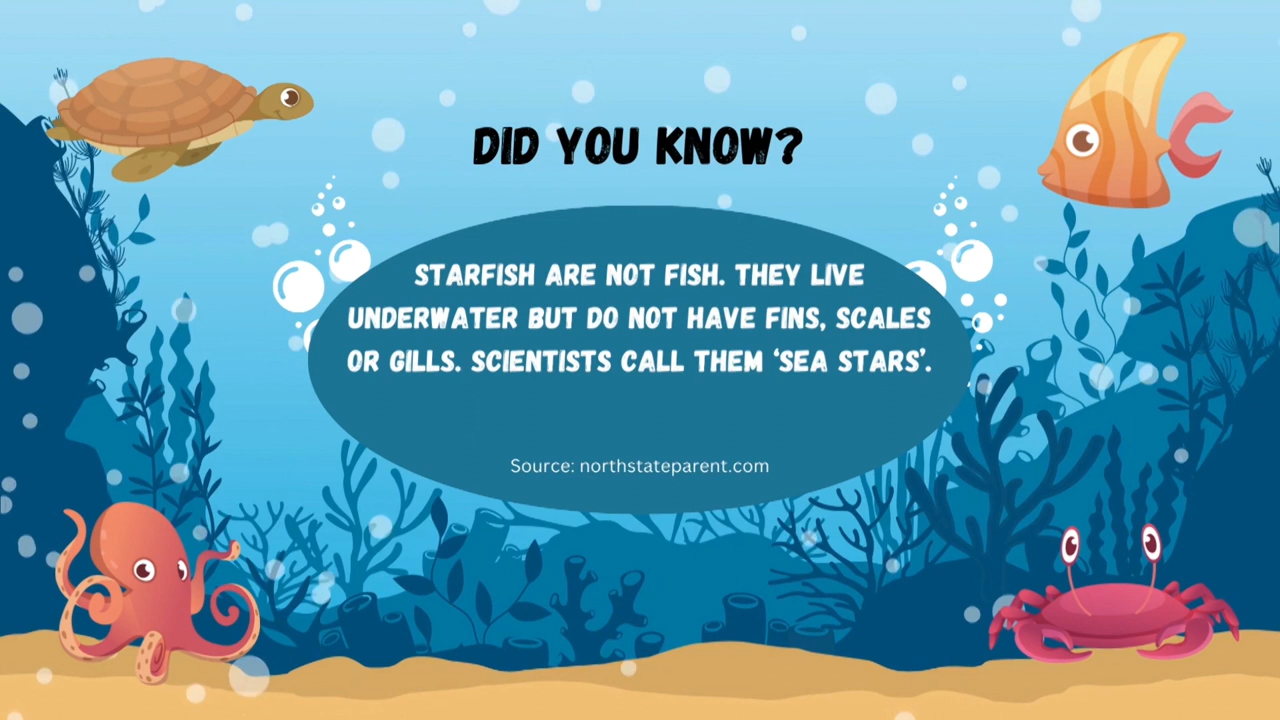 DID YOU KNOW?
STARFISH ARE NOT FISH. THEY LIVE
UNDERWATER BUT DO NOT HAVE FINS, SCALES
OR GILLS. SCIENTISTS CALL THEM ‘SEA STARS’.
Source: northstateparent.com